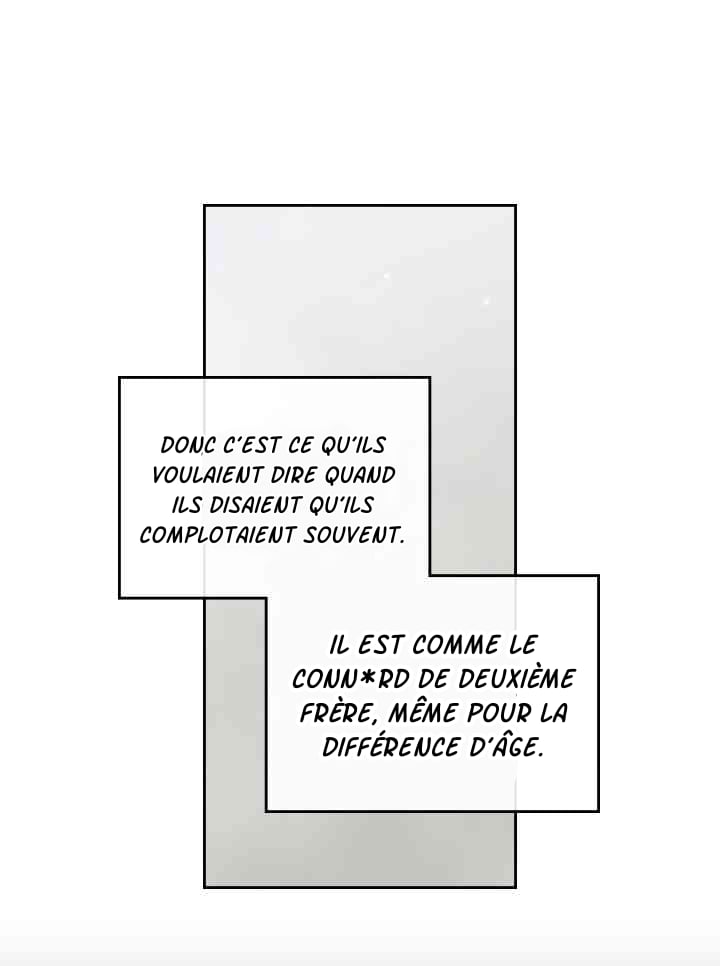 DONC C'EST CE QU'ILS
VOULAIENT DIRE QUAND
ILS DISAIENT QU'ILS
COMPLOTAIENT SOUVENT.
IL EST COMME LE
CONN*RD DE DEUXIÈME
FRÈRE, MÊME POUR LA
DIFFÉRENCE D'ÂGE.